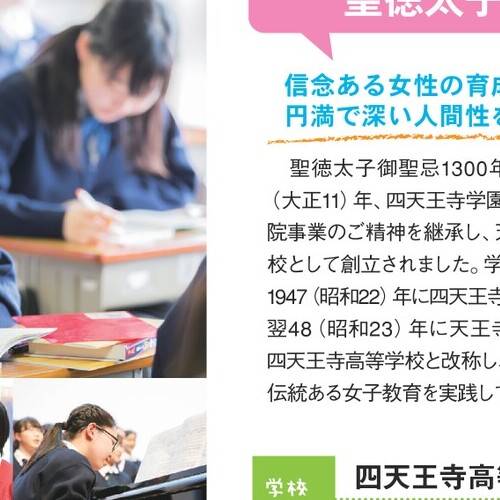 聖徳太子
信念ある女性の育成
円満で深い人間性を
聖徳太子御聖忌1300年
（大正11）年、四天王寺学園
院事業のご精神を継承し、天
校として創立されました。学
1947（昭和22）年に四天王寺
翌48（昭和23）年に天王寺
四天王寺高等学校と改称し、
伝統ある女子教育を実践して
学校
四天王寺高等